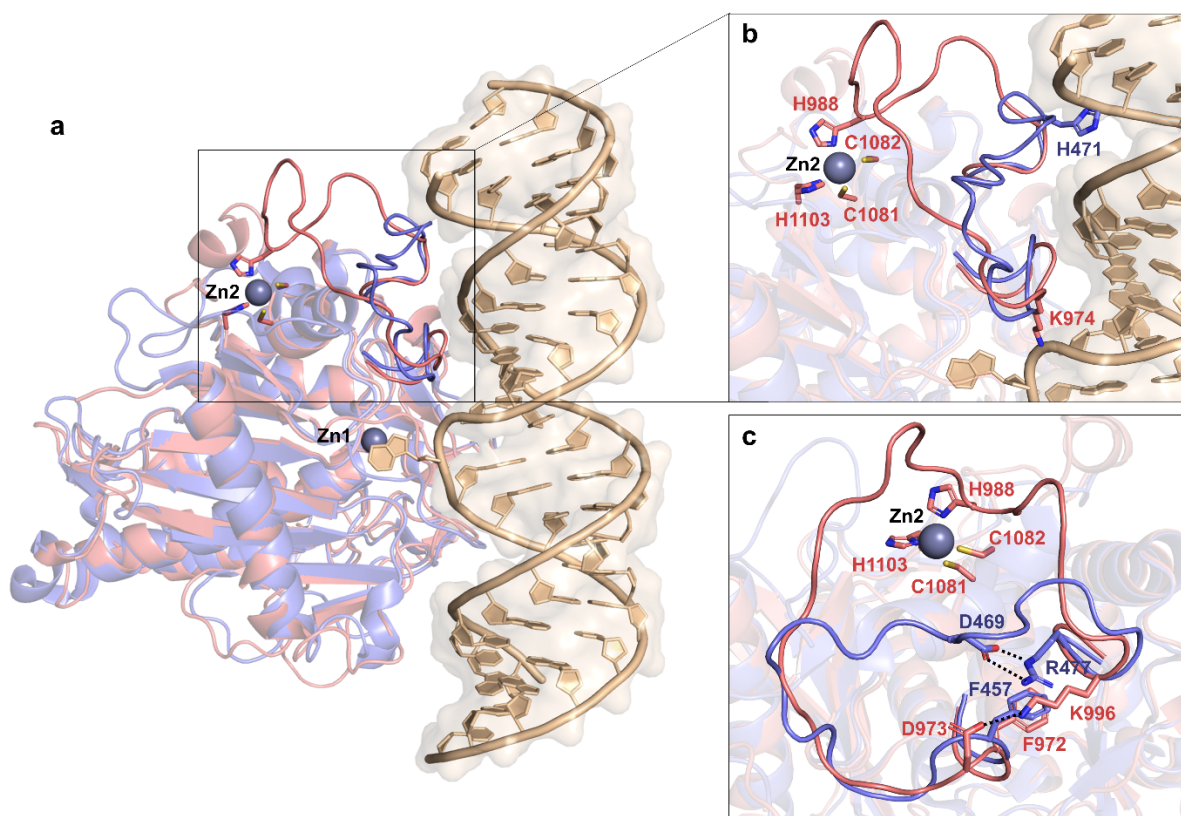 a
Zn2
Zn1
b
H988
C1082
Zn2
H1103
C1081
H471
K974
c
H988
Zn2
C1082
H1103
C1081
D469
R477
F457
K996
D973
F972